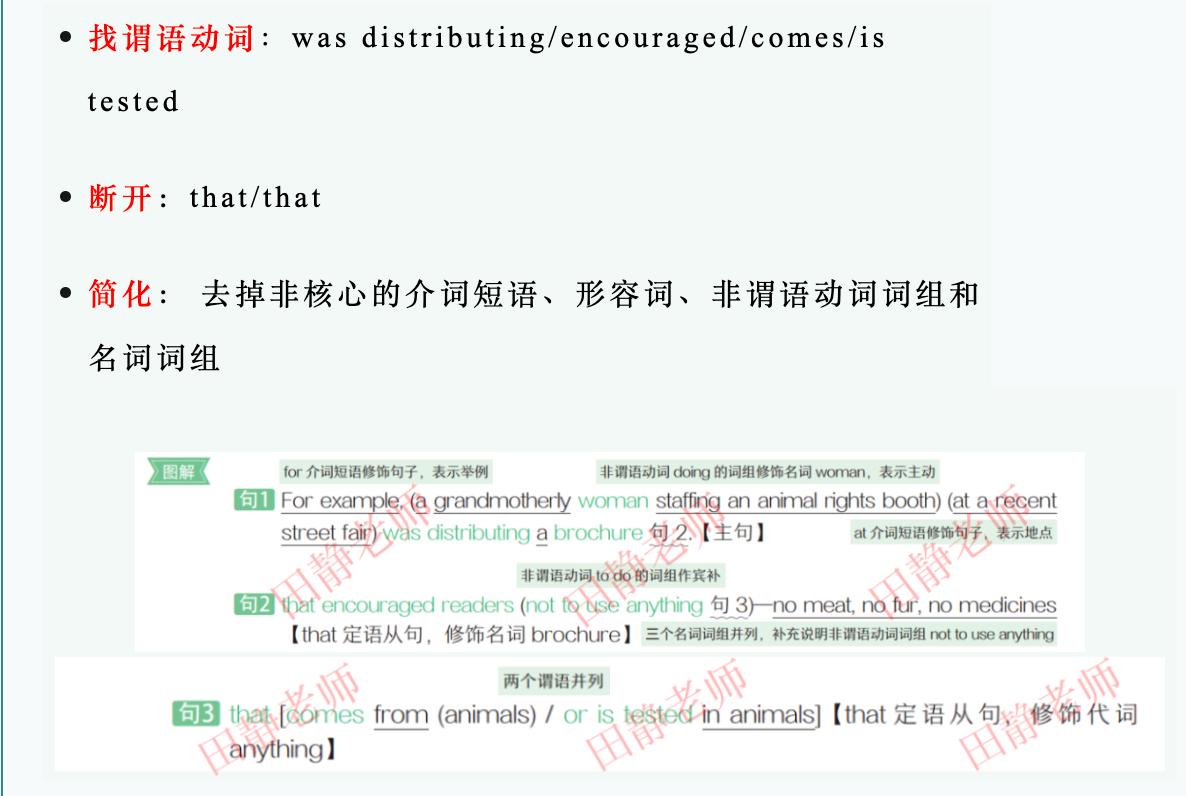 • 找谓语动词：was distributing/encouraged/comes/is
tested
• 断开：that/that
• 简化： 去掉非核心的介词短语、形容词、非谓语动词词组和
名词词组
图解
for 介词短语修饰句子，表示举例
非谓语动词 doing 的词组修饰名词 woman，表示主动
句1 For example, (a grandmotherly woman staffing an animal rights booth) (at a recent
street fair) was distributing a brochure 句 2.【主句】
at 介词短语修饰句子，表示地点
非谓语动词 to do 的词组作宾补
句2 that encouraged readers (not to use anything 句 3)—no meat, no fur, no medicines
【that 定语从句，修饰名词 brochure】
三个名词词组并列，补充说明非谓语动词词组 not to use anything
两个谓语并列
句3 that [comes from (animals) / or is tested in animals]【that 定语从句，修饰代词
anything】
田静老师
田静老师
田静老师
田静老师
田静老师
田静老师